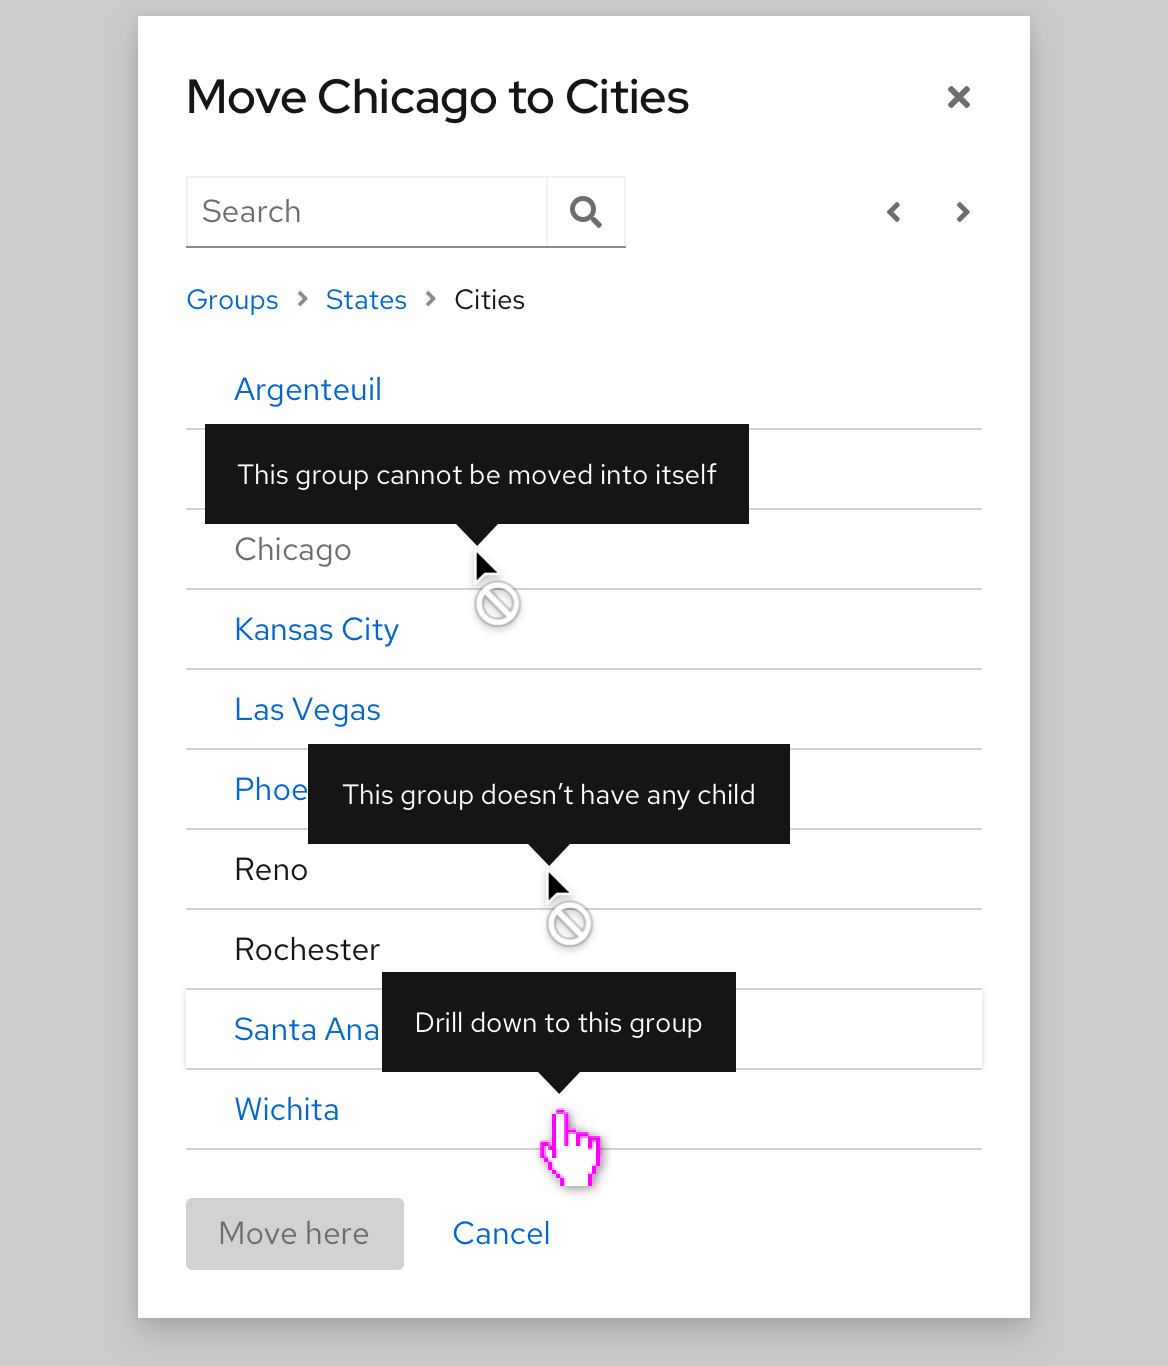 Move Chicago to Cities
Search
Groups > States > Cities
Argenteuil
This group cannot be moved into itself
Chicago
Kansas City
Las Vegas
Phoe
This group doesn’t have any child
Reno
Rochester
Santa Ana
Drill down to this group
Wichita
Move here
Cancel